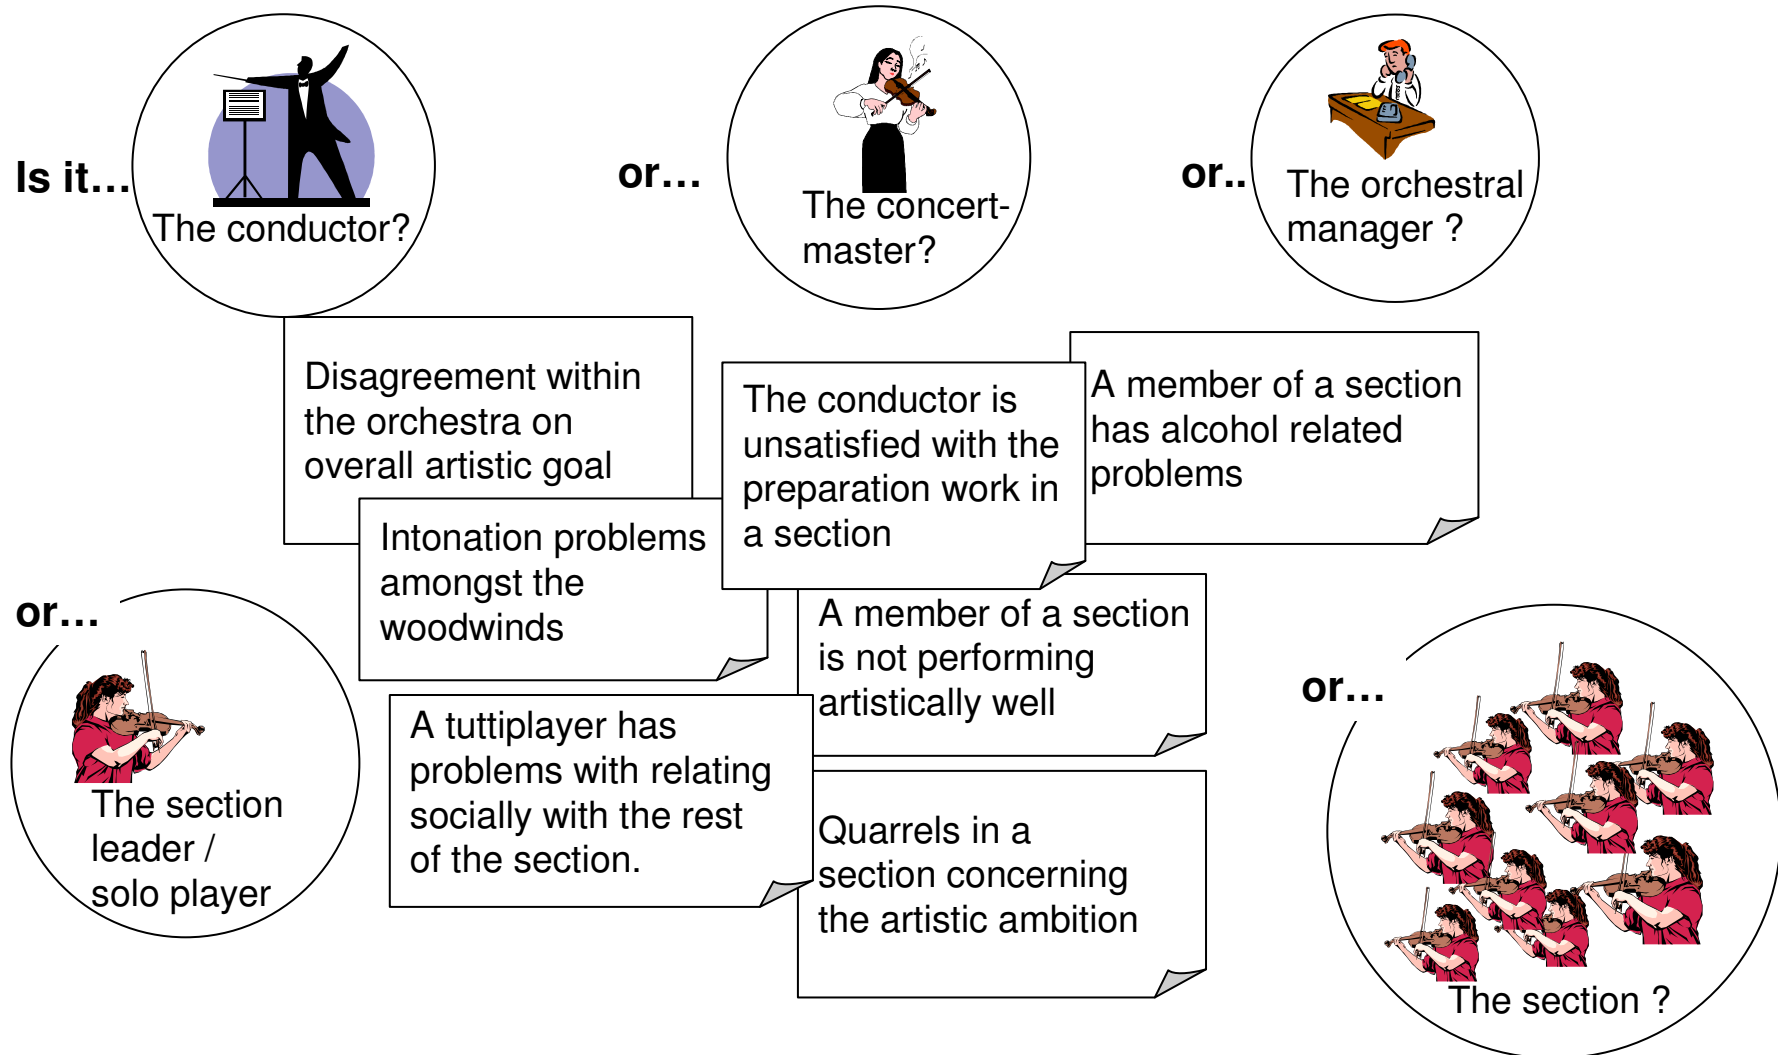 Is it…
The conductor?
or…
The concert-
master?
or..
The orchestral
manager ?
Disagreement within
the orchestra on
overall artistic goal
The conductor is
unsatisfied with the
preparation work in
a section
A member of a section
has alcohol related
problems
Intonation problems
amongst the
woodwinds
A member of a section
is not performing
artistically well
or…
The section
leader /
solo player
A tuttiplayer has
problems with relating
socially with the rest
of the section.
Quarrels in a
section concerning
the artistic ambition
or…
The section ?